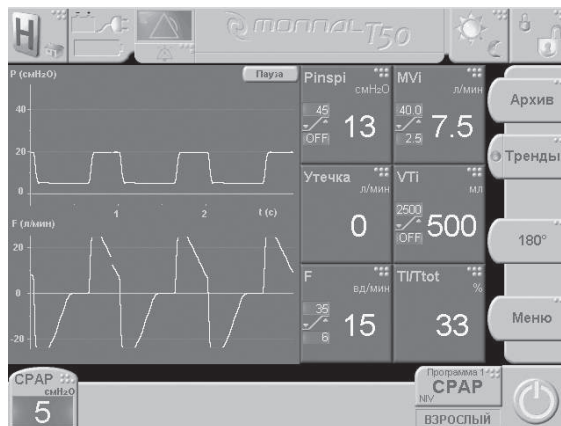 H
monnal T50
P (смH₂O)
Пауза
40
20
0
1
2
t (с)
F (л/мин)
20
0
-20
Pinspi
смH₂O
45
OFF
13
MVi
л/мин
40.0
2.5
7.5
Утечка
л/мин
0
VTi
мл
2500
OFF
500
F
вд/мин
35
6
15
TI/Ttot
%
33
Архив
Тренды
180°
Меню
CPAP
смH₂O
5
Программа 1
CPAP
NIV
ВЗРОСЛЫЙ